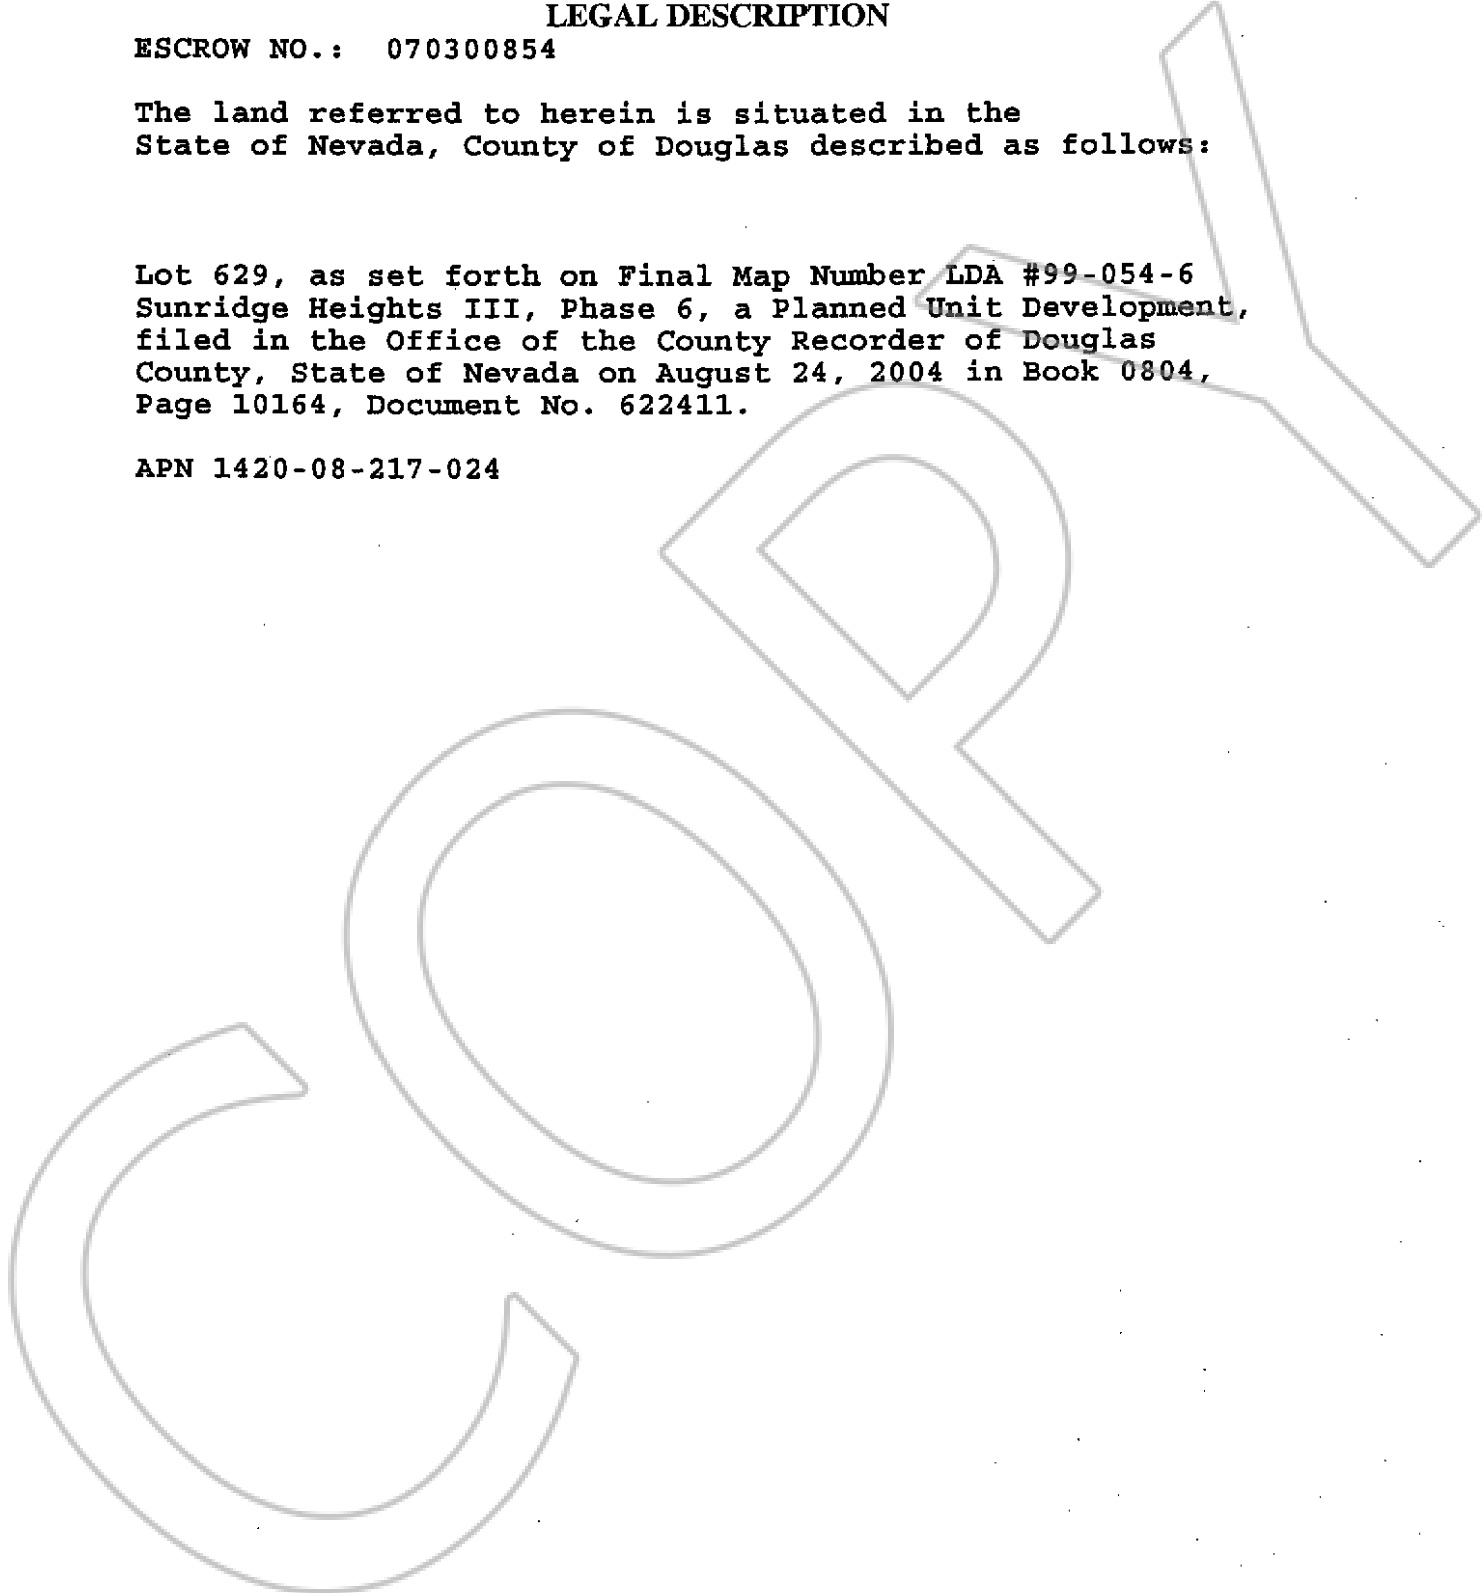 LEGAL DESCRIPTION
ESCROW NO.: 070300854
The land referred to herein is situated in the
State of Nevada, County of Douglas described as follows:
Lot 629, as set forth on Final Map Number LDA #99-054-6
Sunridge Heights III, Phase 6, a Planned Unit Development,
filed in the Office of the County Recorder of Douglas
County, State of Nevada on August 24, 2004 in Book 0804,
Page 10164, Document No. 622411.
APN 1420-08-217-024
COPY